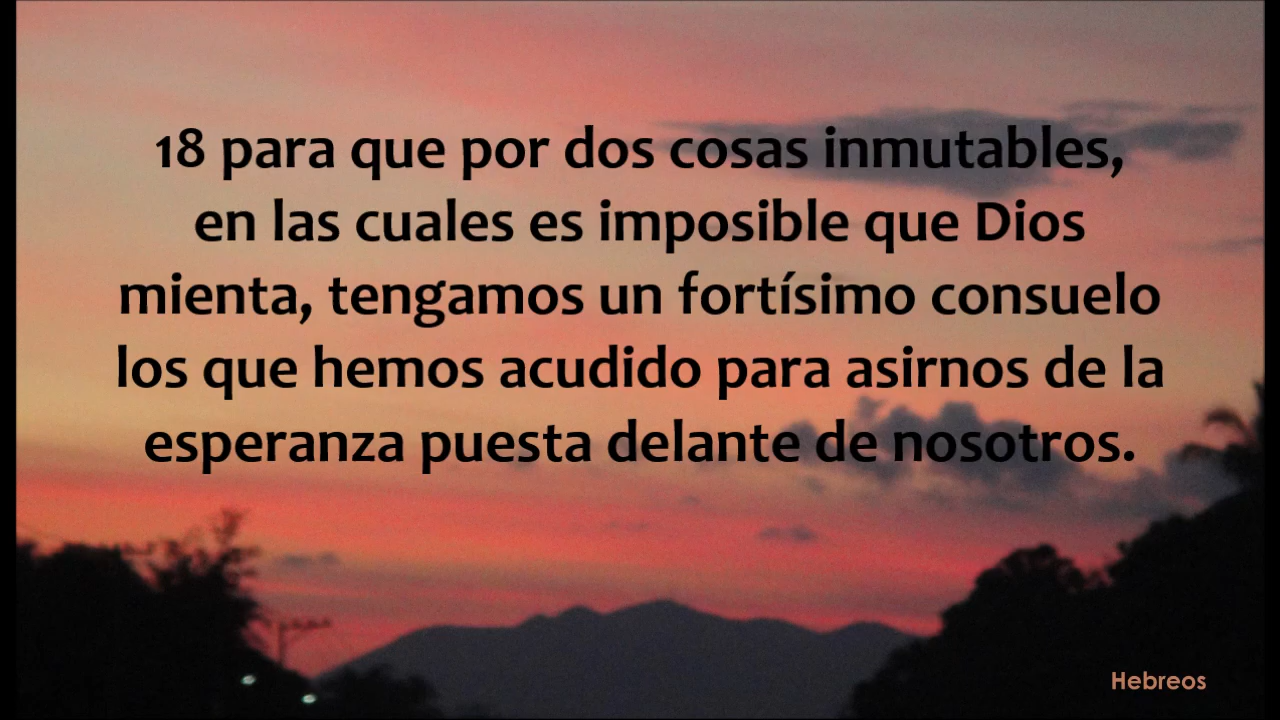 18 para que por dos cosas inmutables,
en las cuales es imposible que Dios
mienta, tengamos un fortísimo consuelo
los que hemos acudido para asirnos de la
esperanza puesta delante de nosotros.
Hebreos